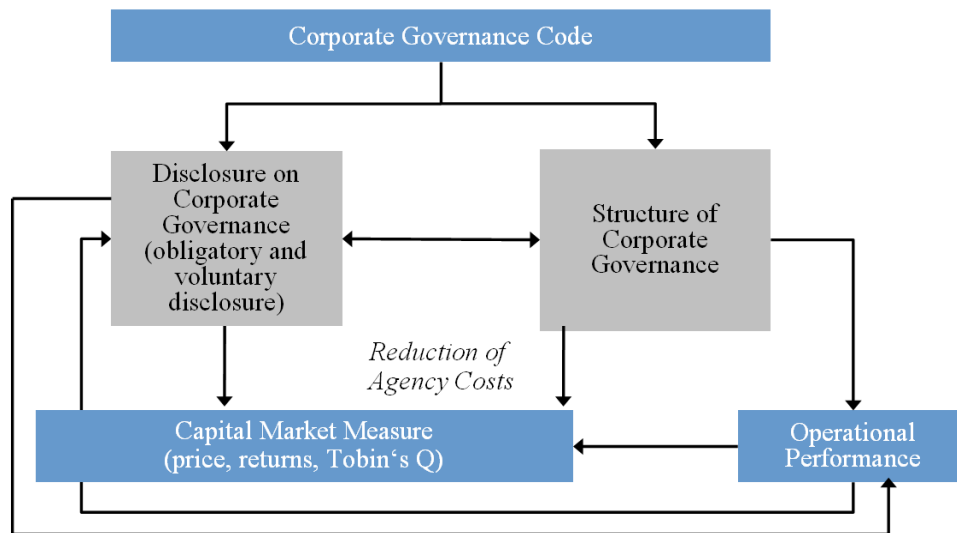 Corporate Governance Code
Disclosure on
Corporate
Governance
(obligatory and
voluntary
disclosure)
Structure of
Corporate
Governance
Reduction of
Agency Costs
Capital Market Measure
(price, returns, Tobin‘s Q)
Operational
Performance